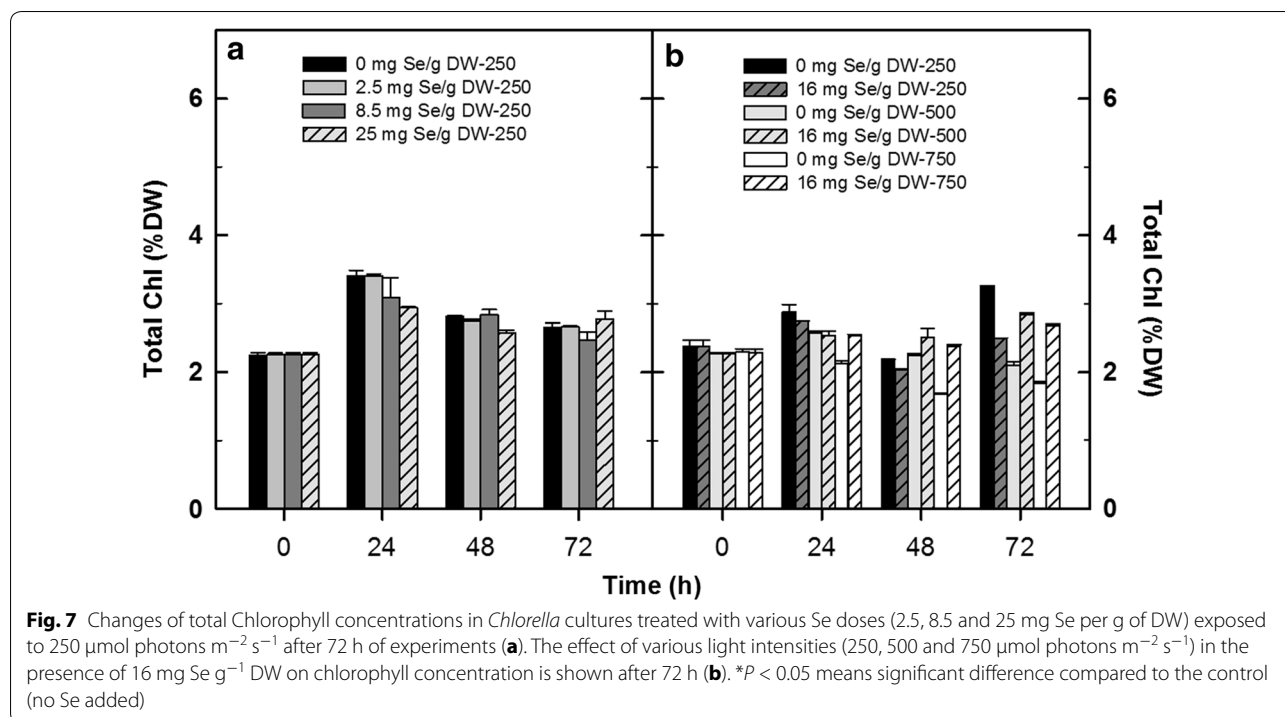 a
0 mg Se/g DW-250
2.5 mg Se/g DW-250
8.5 mg Se/g DW-250
25 mg Se/g DW-250
b
0 mg Se/g DW-250
16 mg Se/g DW-250
0 mg Se/g DW-500
16 mg Se/g DW-500
0 mg Se/g DW-750
16 mg Se/g DW-750
6
4
2
0
Total Chl (%DW)
6
4
2
0
Total Chl (%DW)
0 24 48 72 0 24 48 72
Time (h)
Fig. 7 Changes of total Chlorophyll concentrations in Chlorella cultures treated with various Se doses (2.5, 8.5 and 25 mg Se per g of DW) exposed
to 250 μmol photons m⁻² s⁻¹ after 72 h of experiments (a). The effect of various light intensities (250, 500 and 750 μmol photons m⁻² s⁻¹) in the
presence of 16 mg Se g⁻¹ DW on chlorophyll concentration is shown after 72 h (b). *P < 0.05 means significant difference compared to the control
(no Se added)